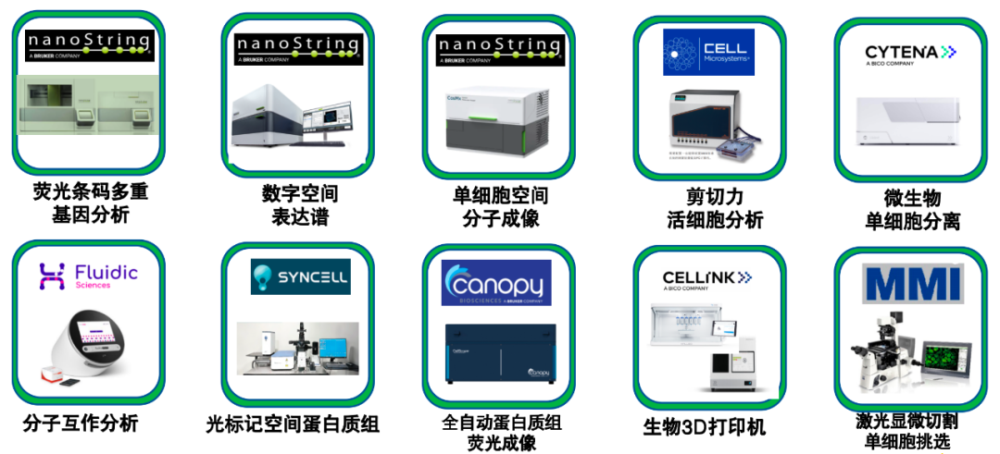 nanoString
A BRUKER COMPANY
荧光条码多重
基因分析
nanoString
A BRUKER COMPANY
数字空间
表达谱
nanoString
A BRUKER COMPANY
CosMx
单细胞空间
分子成像
CELL
Microsystems
剪切力
活细胞分析
CYTENA
A BICO COMPANY
微生物
单细胞分离
Fluidic
Sciences
分子互作分析
SYNCELL
光标记空间蛋白质组
canopy
BIOSCIENCES A BRUKER COMPANY
CellScape
canopy
全自动蛋白质组
荧光成像
CELLINK
A BICO COMPANY
生物3D打印机
MMI
激光显微切割
单细胞挑选